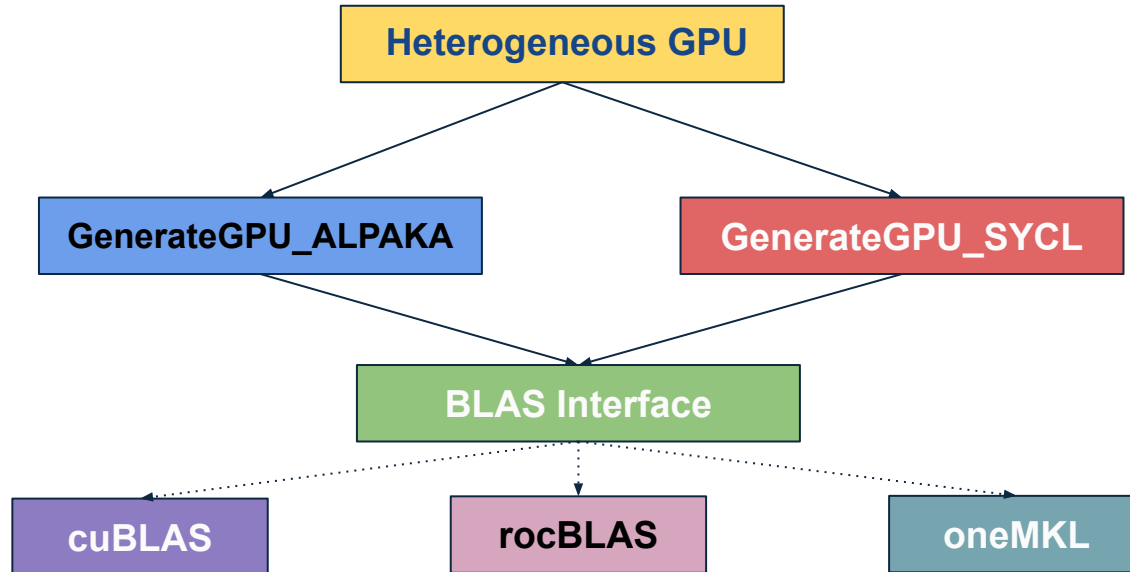 Heterogeneous GPU
GenerateGPU_ALPAKA
GenerateGPU_SYCL
BLAS Interface
cuBLAS
rocBLAS
oneMKL